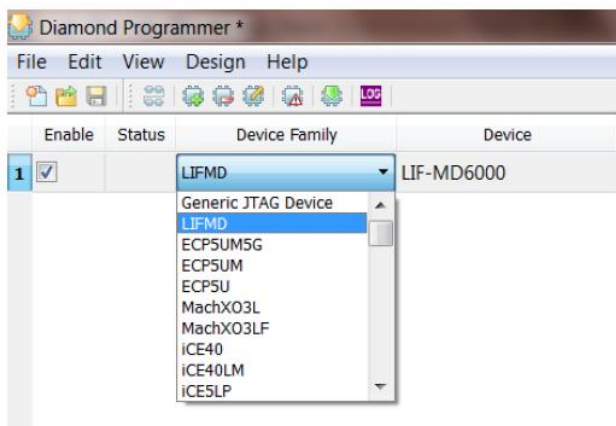 Diamond Programmer *
File Edit View Design Help
LOG
Enable Status Device Family Device
1 LIFMD LIF-MD6000
Generic JTAG Device
LIFMD
ECP5UM5G
ECP5UM
ECP5U
MachXO3L
MachXO3LF
iCE40
iCE40LM
iCE5LP